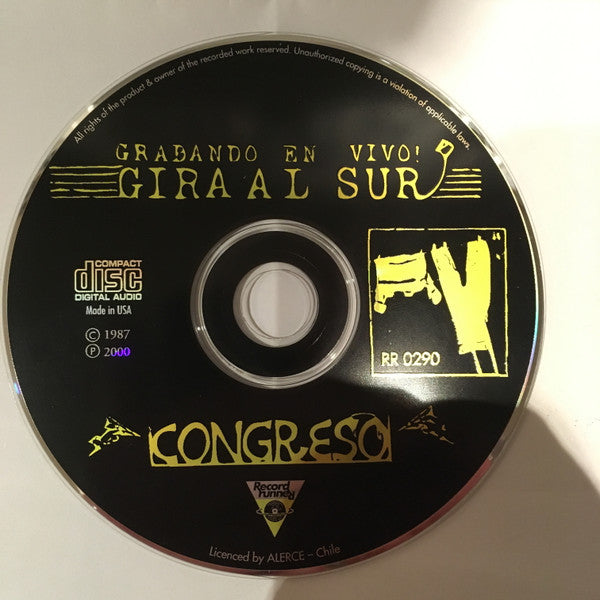 All rights of the product & owner of the recorded work reserved. Unauthorized copying is a violation of applicable laws.
GRABANDO EN VIVO!
GIRA AL SUR
COMPACT
disc
DIGITAL AUDIO
Made in USA
© 1987
℗ 2000
RR 0290
CONGRESO
Record
runner
Licenced by ALERCE – Chile